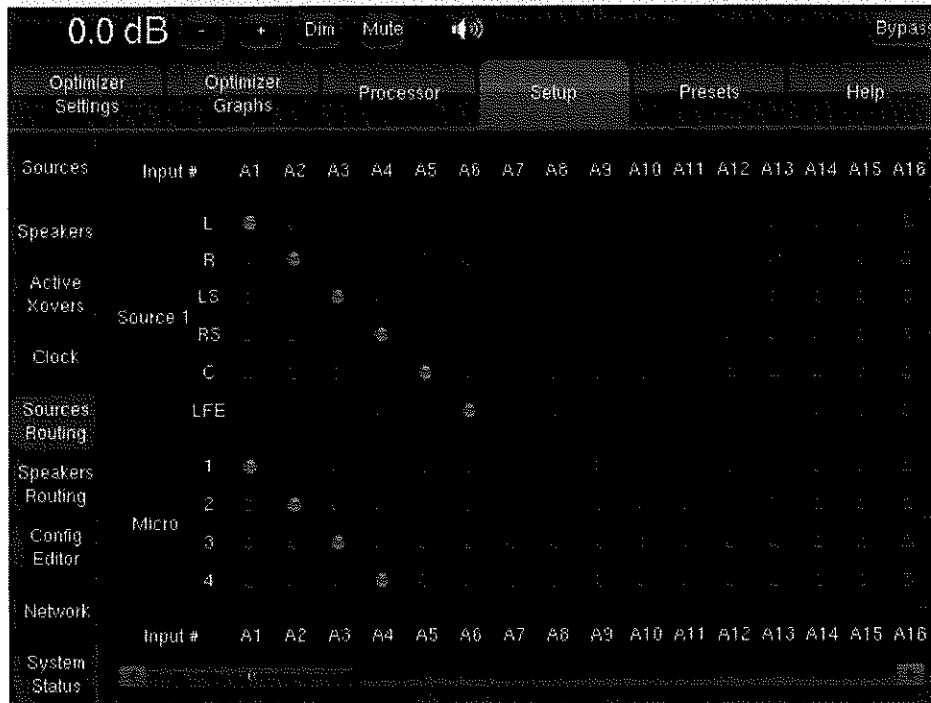 0.0 dB - + Dim Mute Bypass
Optimizer Settings Optimizer Graphs Processor Setup Presets Help
Sources
Speakers
Active Xovers
Clock
Sources Routing
Speakers Routing
Config Editor
Network
System Status
Input # A1 A2 A3 A4 A5 A6 A7 A8 A9 A10 A11 A12 A13 A14 A15 A16
Source 1
L
R
LS
RS
C
LFE
Micro
1
2
3
4
Input # A1 A2 A3 A4 A5 A6 A7 A8 A9 A10 A11 A12 A13 A14 A15 A16